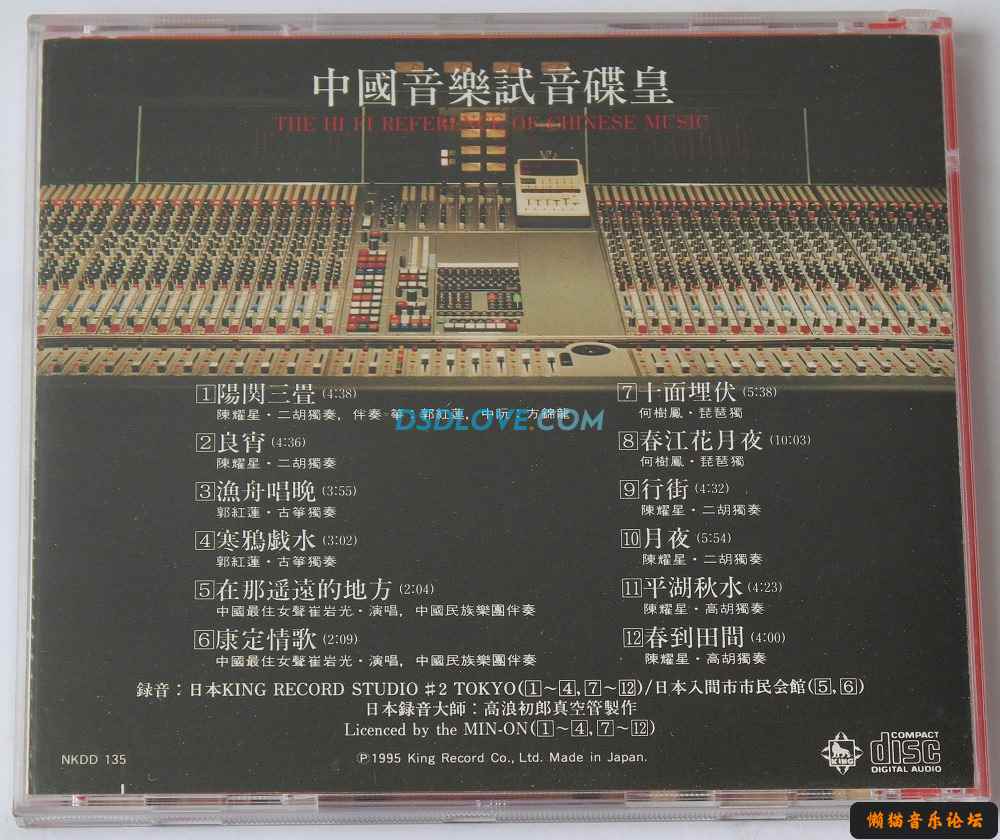 中國音樂試音碟皇
THE HI FI REFERENCE OF CHINESE MUSIC
1 陽関三畳 (4:38)
陳耀星・二胡獨奏, 伴奏 箏 郭紅蓮, 中阮 方錦龍
2 良宵 (4:36)
陳耀星・二胡獨奏
3 漁舟唱晚 (3:55)
郭紅蓮・古箏獨奏
4 寒鴉戯水 (3:02)
郭紅蓮・古箏獨奏
5 在那遥遠的地方 (2:04)
中國最住女聲崔岩光・演唱, 中國民族樂團伴奏
6 康定情歌 (2:09)
中國最住女聲崔岩光・演唱, 中國民族樂團伴奏
7 十面埋伏 (5:38)
何樹鳳・琵琶獨
8 春江花月夜 (10:03)
何樹鳳・琵琶獨
9 行街 (4:32)
陳耀星・二胡獨奏
10 月夜 (5:54)
陳耀星・二胡獨奏
11 平湖秋水 (4:23)
陳耀星・高胡獨奏
12 春到田間 (4:00)
陳耀星・高胡獨奏
DSDLOVE.COM
録音：日本KING RECORD STUDIO ♯2 TOKYO(1～4,7～12)/日本入間市市民会館(5,6)
日本録音大師：高浪初郎真空管製作
Licenced by the MIN-ON(1～4,7～12)
NKDD 135
Ⓟ1995 King Record Co., Ltd. Made in Japan.
KING
COMPACT
disc
DIGITAL AUDIO
懒猫音乐论坛